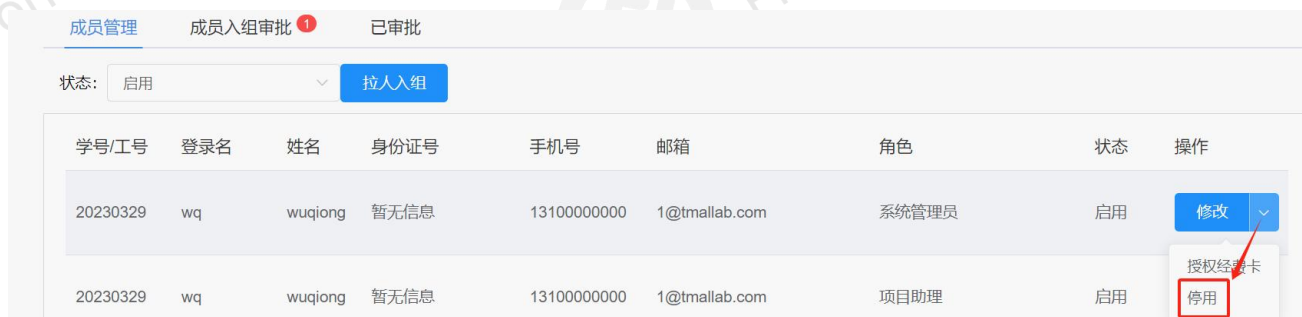 成员管理 成员入组审批 1 已审批
状态： 启用 拉人入组
学号/工号 登录名 姓名 身份证号 手机号 邮箱 角色 状态 操作
20230329 wq wuqiong 暂无信息 13100000000 1@tmallab.com 系统管理员 启用 修改
授权经费卡
20230329 wq wuqiong 暂无信息 13100000000 1@tmallab.com 项目助理 启用 停用